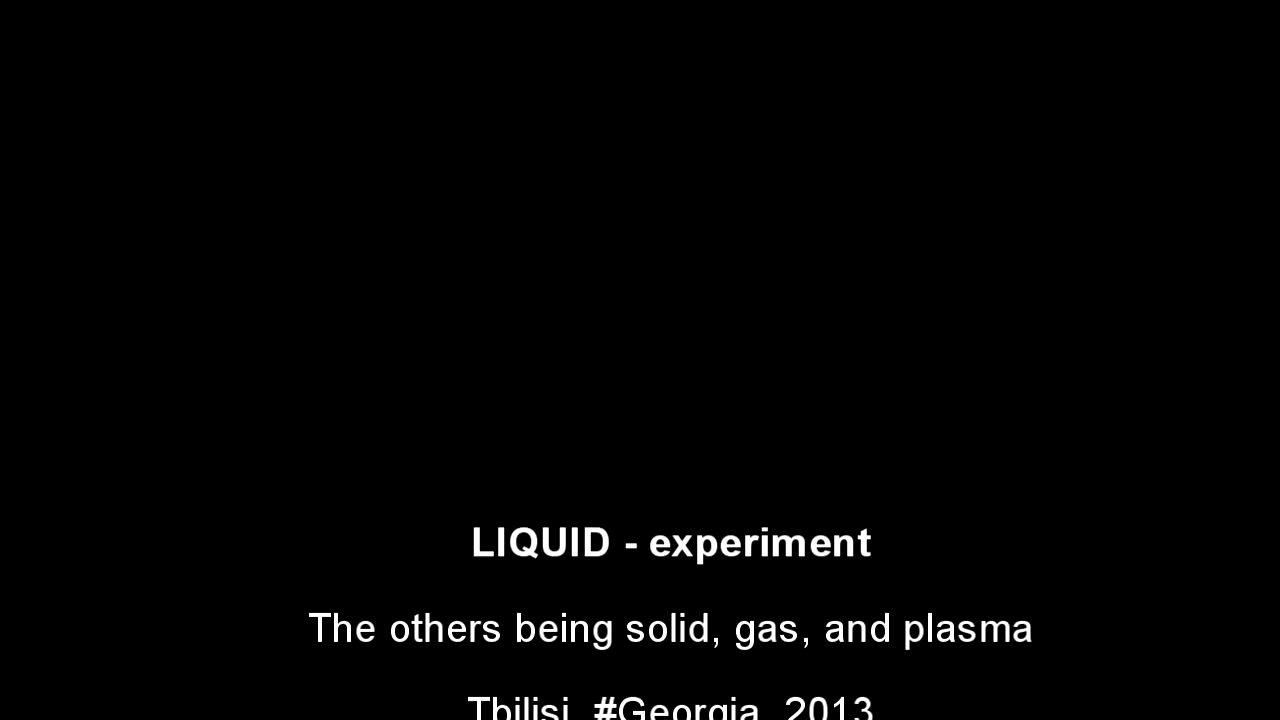 LIQUID - experiment
The others being solid, gas, and plasma
Tbilisi, #Georgia, 2013